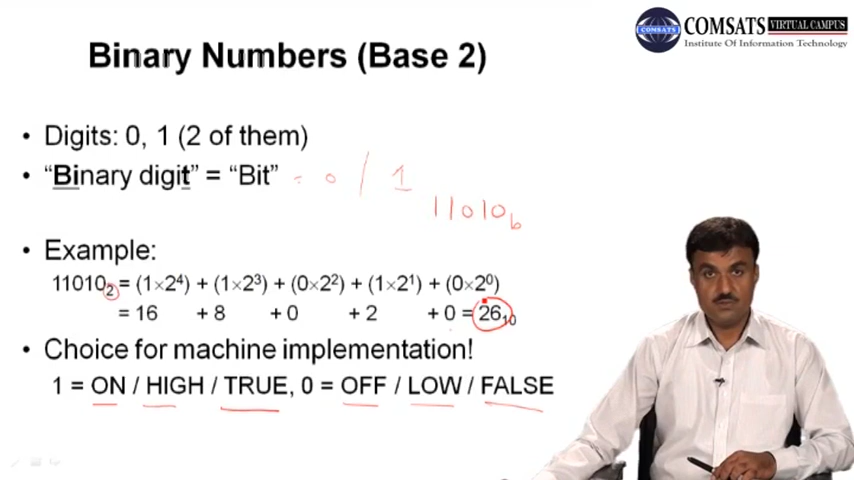 COMSATS VIRTUAL CAMPUS
Institute Of Information Technology
COMSATS
Binary Numbers (Base 2)
• Digits: 0, 1 (2 of them)
• “Binary digit” = “Bit” = 0 / 1
11010b
• Example:
11010₂ = (1×2⁴) + (1×2³) + (0×2²) + (1×2¹) + (0×2⁰)
= 16 + 8 + 0 + 2 + 0 = 26₁₀
• Choice for machine implementation!
1 = ON / HIGH / TRUE, 0 = OFF / LOW / FALSE